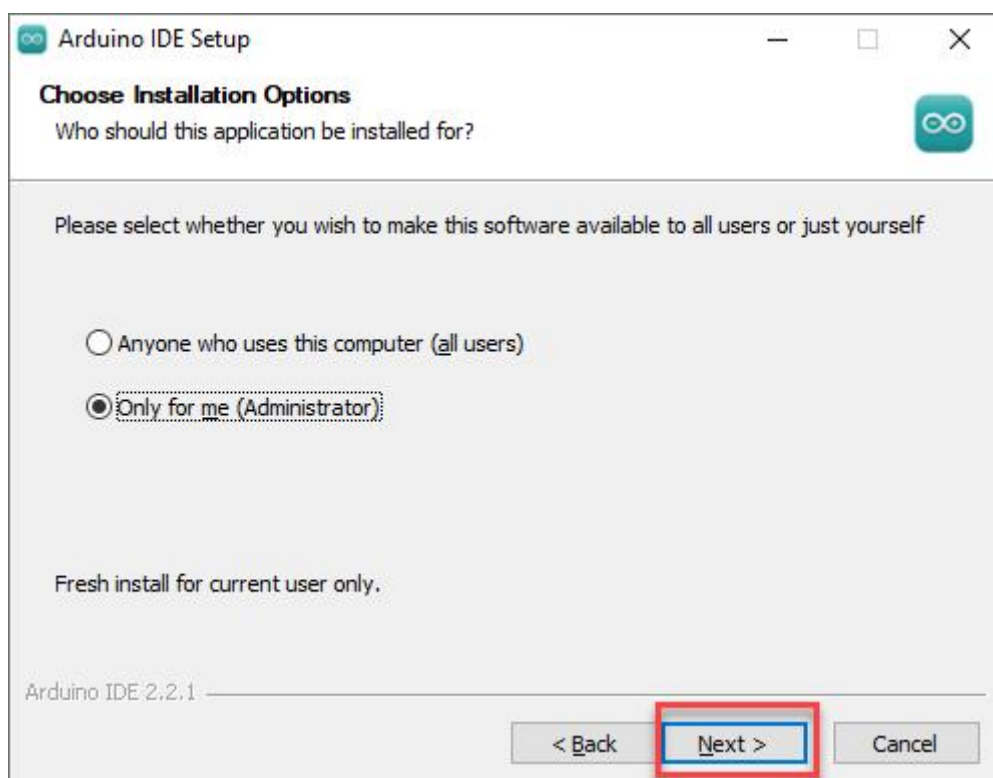 Arduino IDE Setup
Choose Installation Options
Who should this application be installed for?
Please select whether you wish to make this software available to all users or just yourself
Anyone who uses this computer (all users)
Only for me (Administrator)
Fresh install for current user only.
Arduino IDE 2.2.1
< Back Next > Cancel